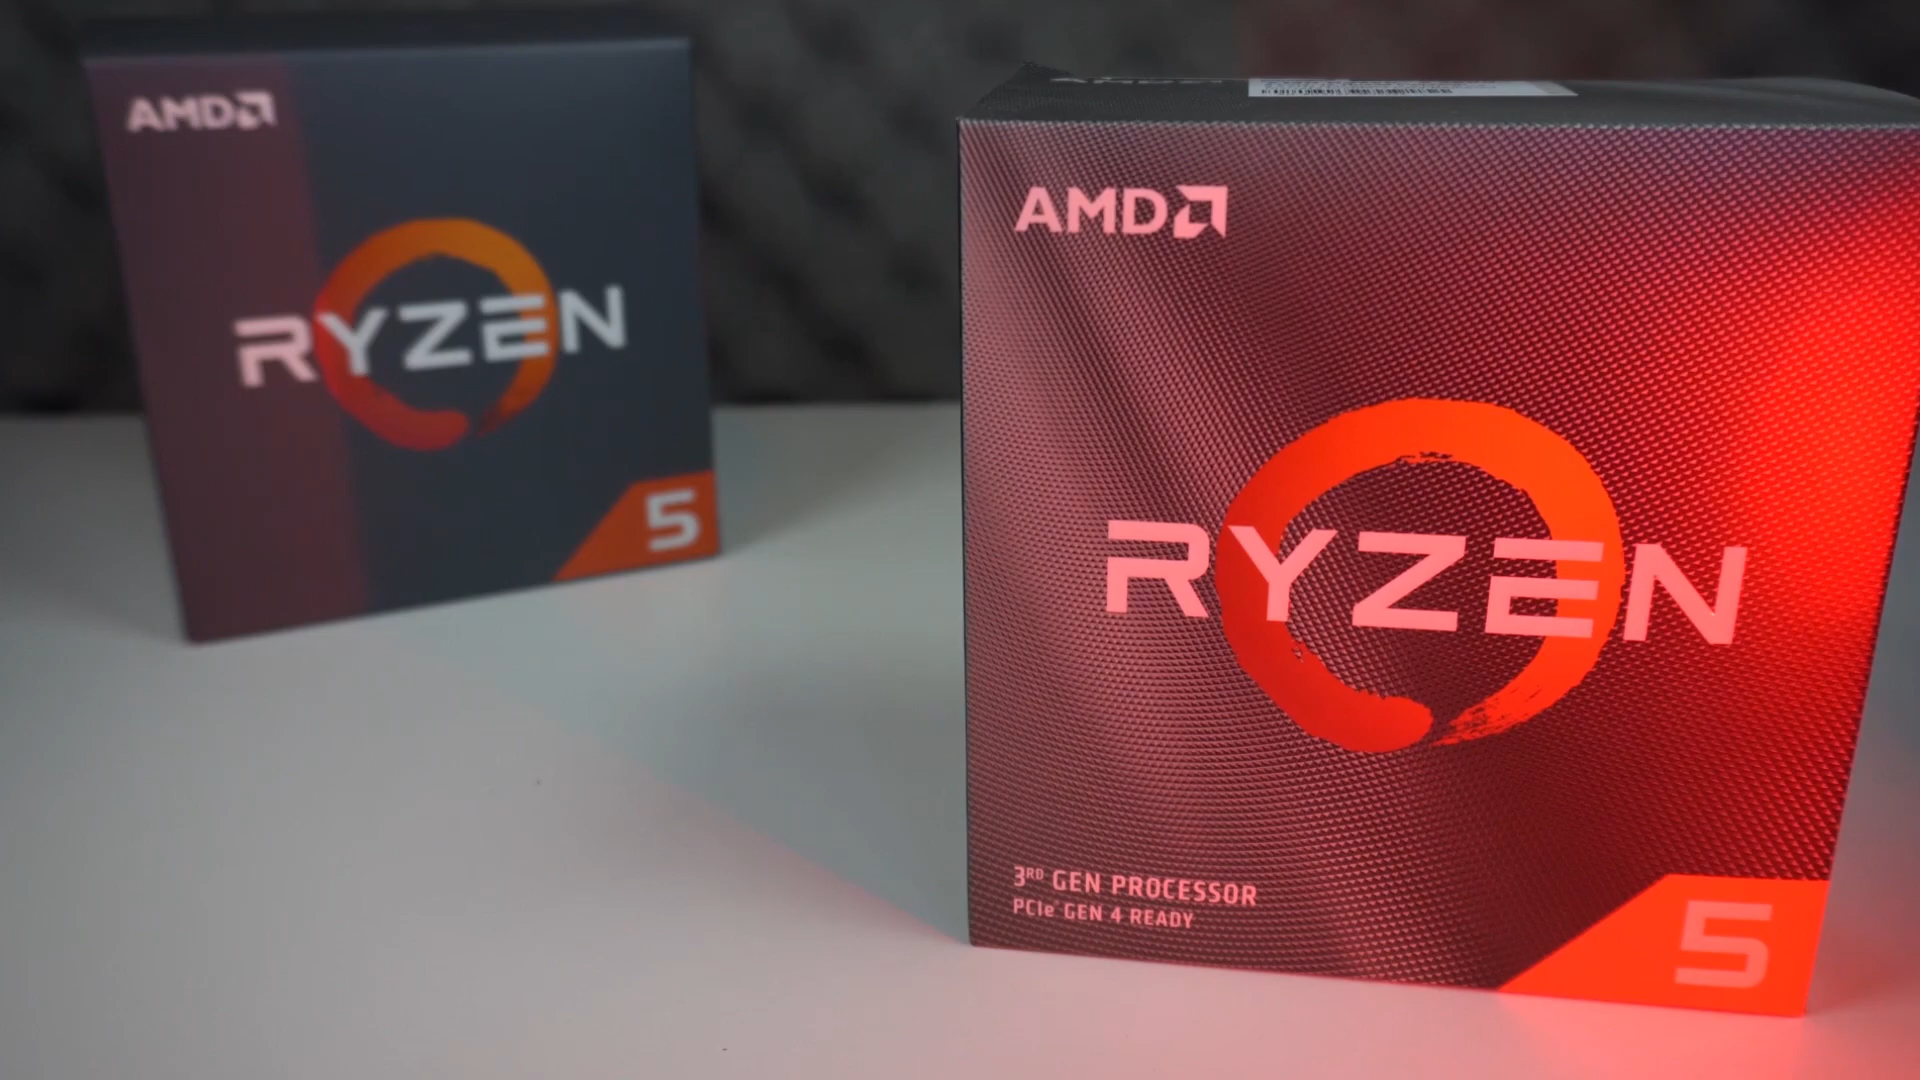 AMD
RYZEN
5
AMD
RYZEN
3RD GEN PROCESSOR
PCIe® GEN 4 READY
5